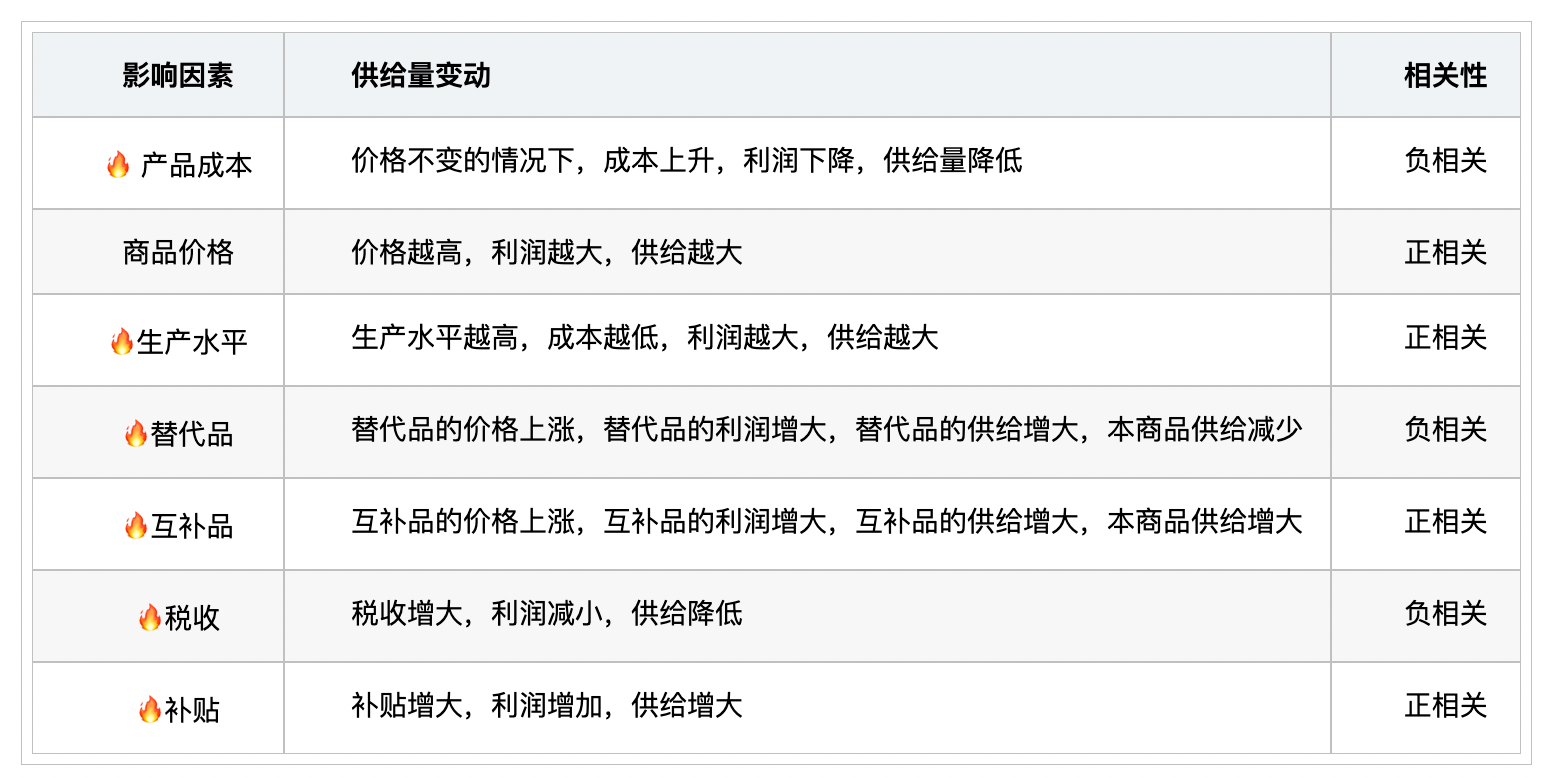 影响因素 供给量变动 相关性
🔥 产品成本 价格不变的情况下，成本上升，利润下降，供给量降低 负相关
商品价格 价格越高，利润越大，供给越大 正相关
🔥生产水平 生产水平越高，成本越低，利润越大，供给越大 正相关
🔥替代品 替代品的价格上涨，替代品的利润增大，替代品的供给增大，本商品供给减少 负相关
🔥互补品 互补品的价格上涨，互补品的利润增大，互补品的供给增大，本商品供给增大 正相关
🔥税收 税收增大，利润减小，供给降低 负相关
🔥补贴 补贴增大，利润增加，供给增大 正相关